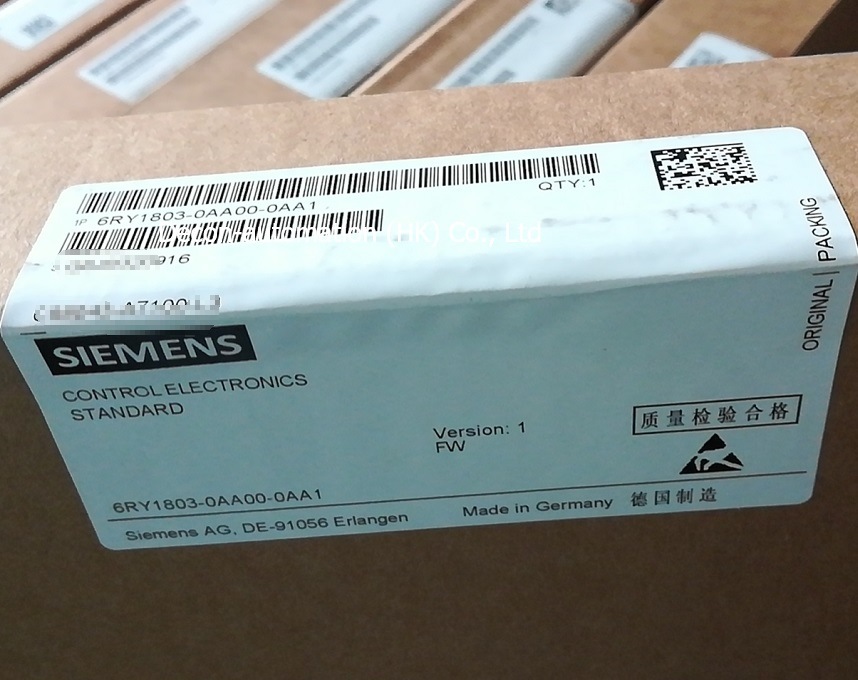 1P 6RY1803-0AA00-0AA1
QTY:1
Decon-automation (HK) Co., Ltd
916
A7100
ORIGINAL | PACKING
SIEMENS
CONTROL ELECTRONICS
STANDARD
Version: 1
FW
质量检验合格
6RY1803-0AA00-0AA1
Siemens AG, DE-91056 Erlangen
Made in Germany 德国制造